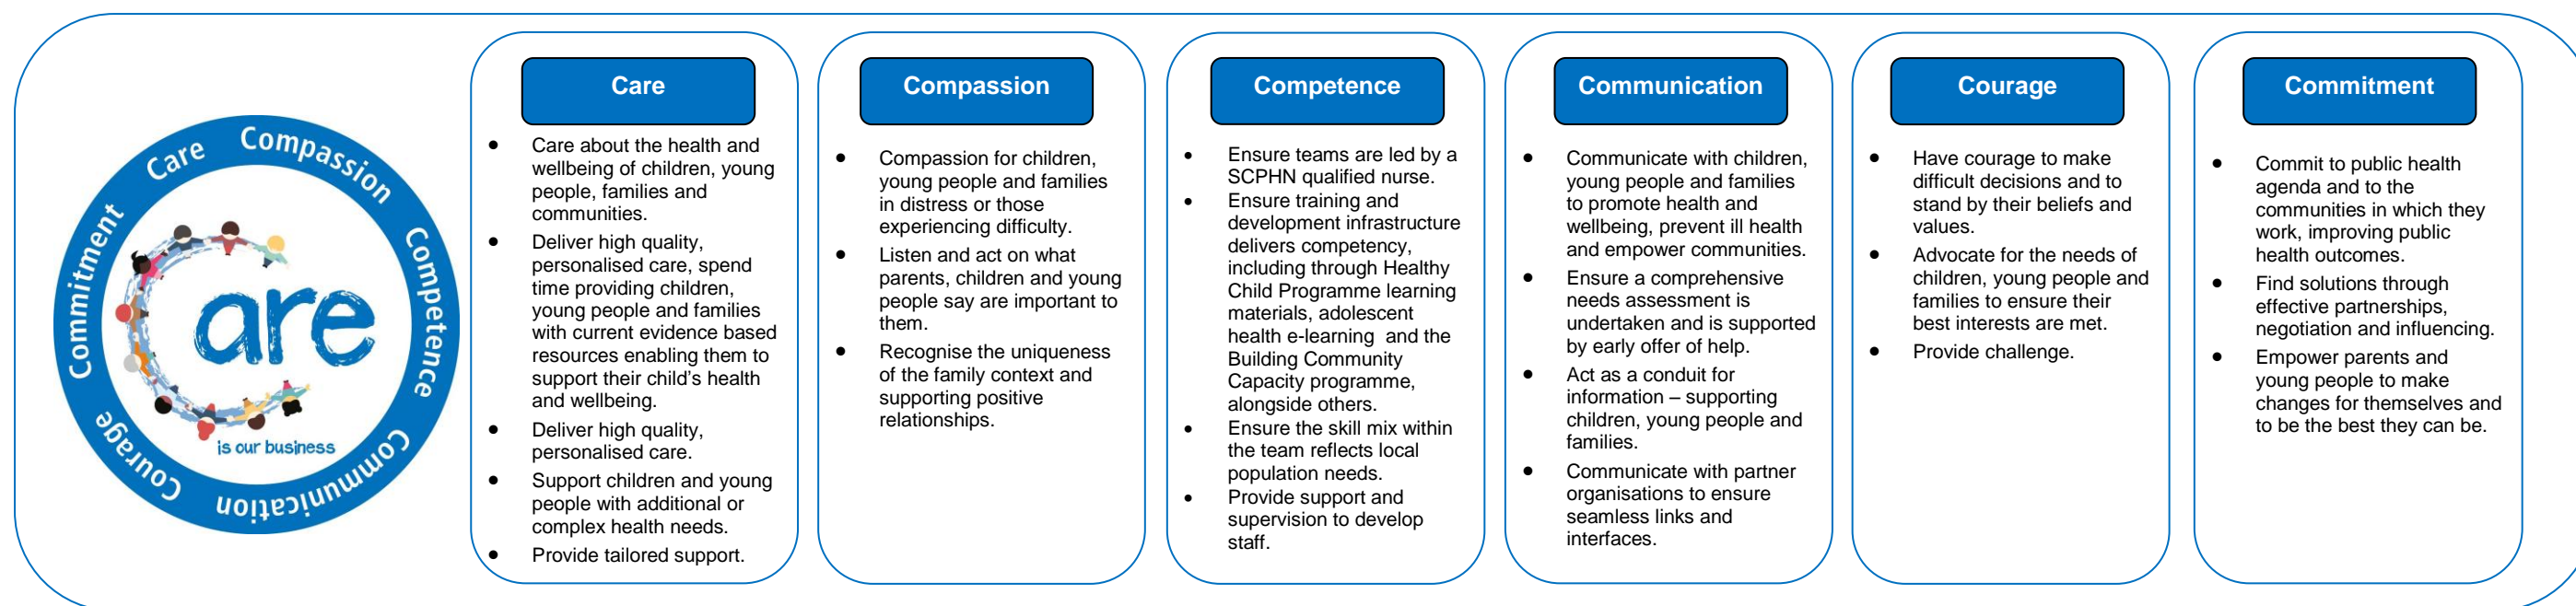 Care Compassion Competence Communication Courage Commitment
Care
is our business
Care
• Care about the health and
wellbeing of children, young
people, families and
communities.
• Deliver high quality,
personalised care, spend
time providing children,
young people and families
with current evidence based
resources enabling them to
support their child's health
and wellbeing.
• Deliver high quality,
personalised care.
• Support children and young
people with additional or
complex health needs.
• Provide tailored support.
Compassion
• Compassion for children,
young people and families
in distress or those
experiencing difficulty.
• Listen and act on what
parents, children and young
people say are important to
them.
• Recognise the uniqueness
of the family context and
supporting positive
relationships.
Competence
• Ensure teams are led by a
SCPHN qualified nurse.
• Ensure training and
development infrastructure
delivers competency,
including through Healthy
Child Programme learning
materials, adolescent
health e-learning and the
Building Community
Capacity programme,
alongside others.
• Ensure the skill mix within
the team reflects local
population needs.
• Provide support and
supervision to develop
staff.
Communication
• Communicate with children,
young people and families
to promote health and
wellbeing, prevent ill health
and empower communities.
• Ensure a comprehensive
needs assessment is
undertaken and is supported
by early offer of help.
• Act as a conduit for
information – supporting
children, young people and
families.
• Communicate with partner
organisations to ensure
seamless links and
interfaces.
Courage
• Have courage to make
difficult decisions and to
stand by their beliefs and
values.
• Advocate for the needs of
children, young people and
families to ensure their
best interests are met.
• Provide challenge.
Commitment
• Commit to public health
agenda and to the
communities in which they
work, improving public
health outcomes.
• Find solutions through
effective partnerships,
negotiation and influencing.
• Empower parents and
young people to make
changes for themselves and
to be the best they can be.